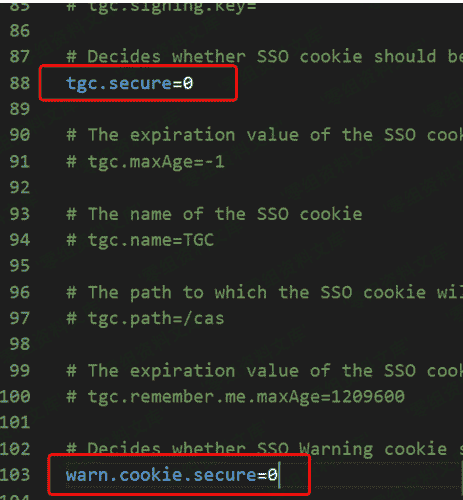 85 # tgc.signing.key=
86
87 # Decides whether SSO cookie should be
88 tgc.secure=0
89
90 # The expiration value of the SSO cook
91 # tgc.maxAge=-1
92
93 # The name of the SSO cookie
94 # tgc.name=TGC
95
96 # The path to which the SSO cookie wil
97 # tgc.path=/cas
98
99 # The expiration value of the SSO cook
100 # tgc.remember.me.maxAge=1209600
101
102 # Decides whether SSO Warning cookie s
103 warn.cookie.secure=0
104